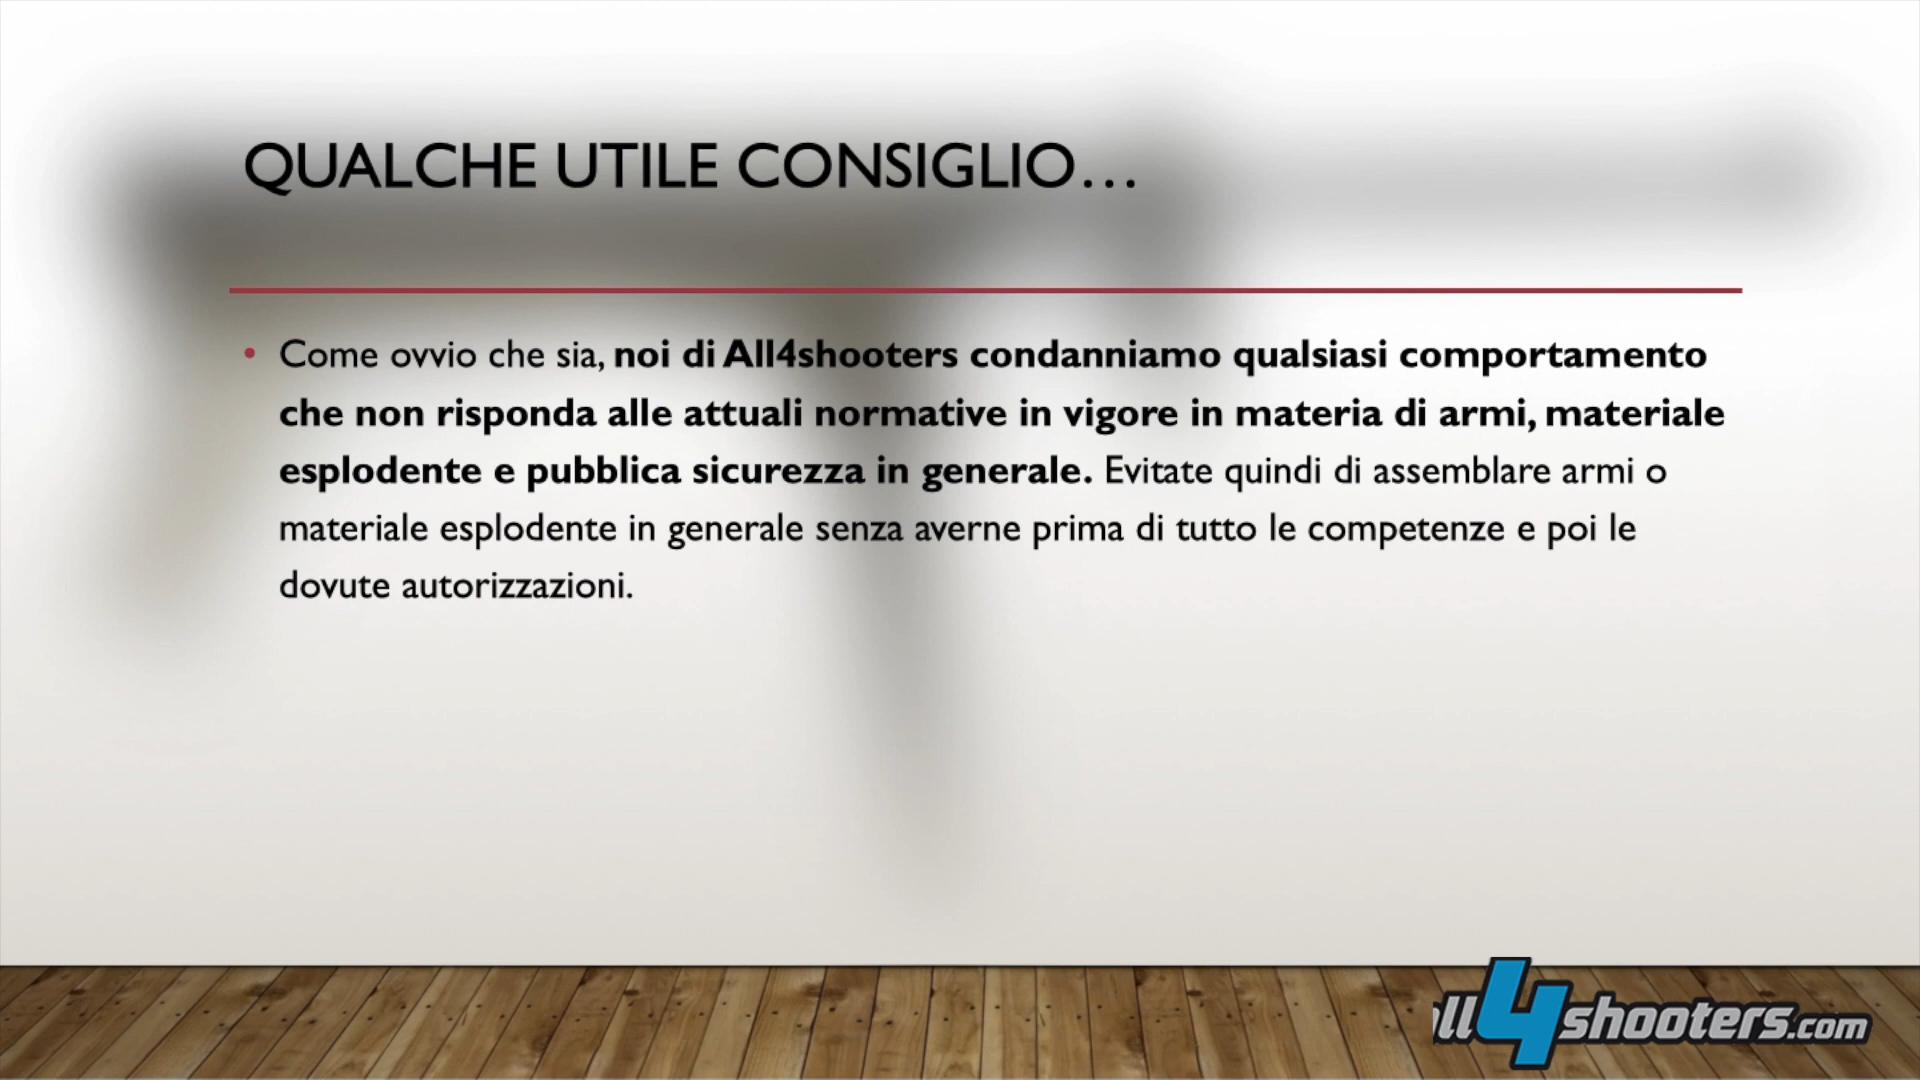 QUALCHE UTILE CONSIGLIO…
• Come ovvio che sia, noi di All4shooters condanniamo qualsiasi comportamento
che non risponda alle attuali normative in vigore in materia di armi, materiale
esplodente e pubblica sicurezza in generale. Evitate quindi di assemblare armi o
materiale esplodente in generale senza averne prima di tutto le competenze e poi le
dovute autorizzazioni.
ll4shooters.com